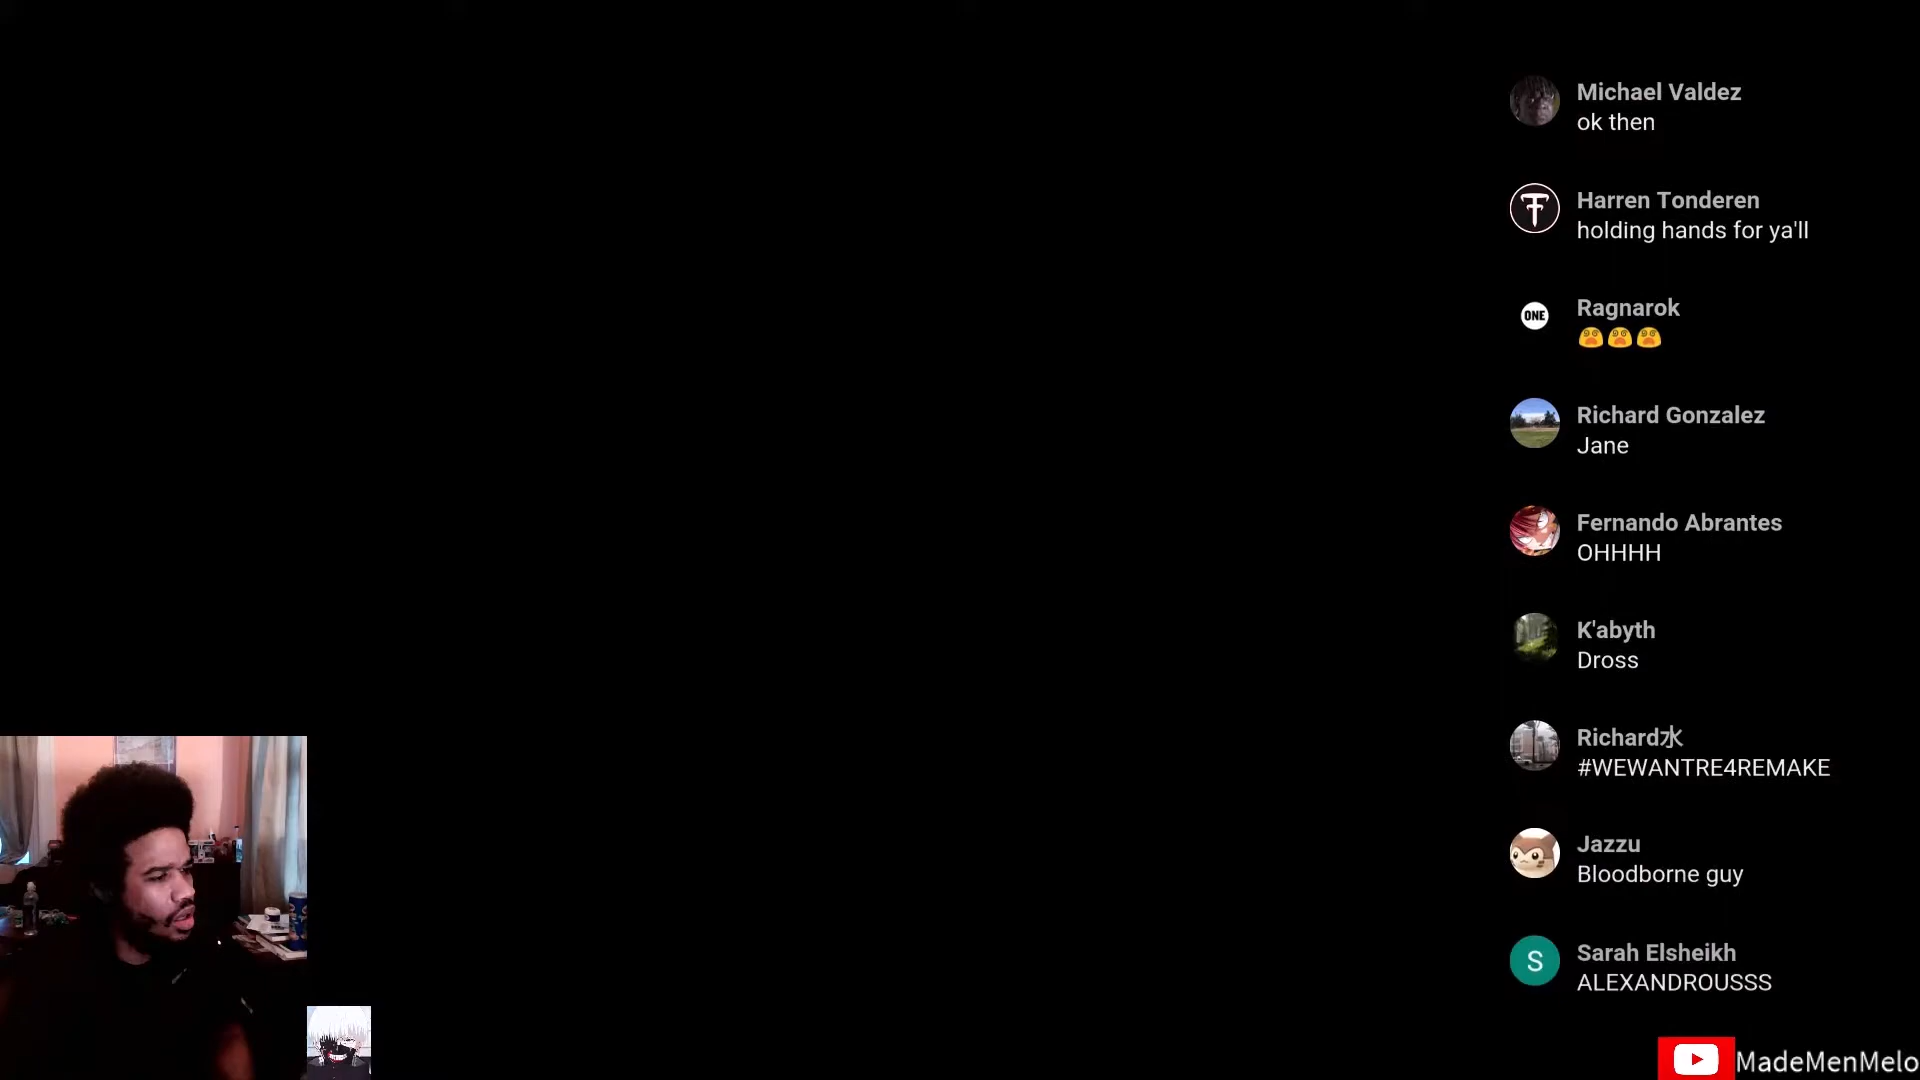 Michael Valdez
ok then
Harren Tonderen
holding hands for ya'll
ONE
Ragnarok
😵😵😵
Richard Gonzalez
Jane
Fernando Abrantes
OHHHH
K'abyth
Dross
Richard水
#WEWANTRE4REMAKE
Jazzu
Bloodborne guy
S
Sarah Elsheikh
ALEXANDROUSSS
MadeMenMelo